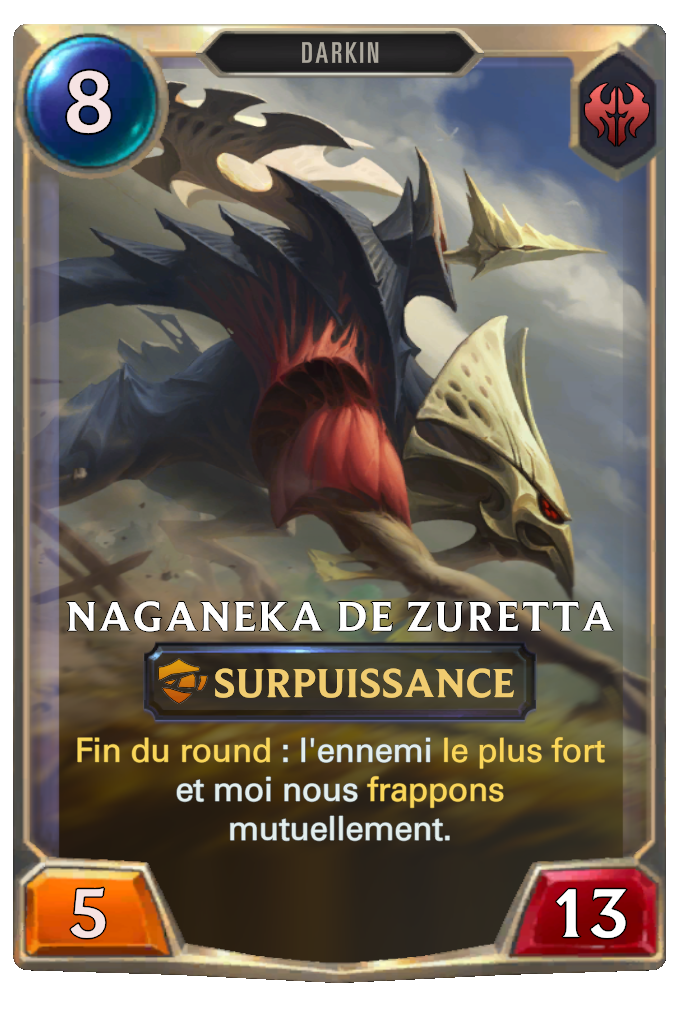 DARKIN
8
NAGANEKA DE ZURETTA
SURPUISSANCE
Fin du round : l'ennemi le plus fort
et moi nous frappons
mutuellement.
5
13